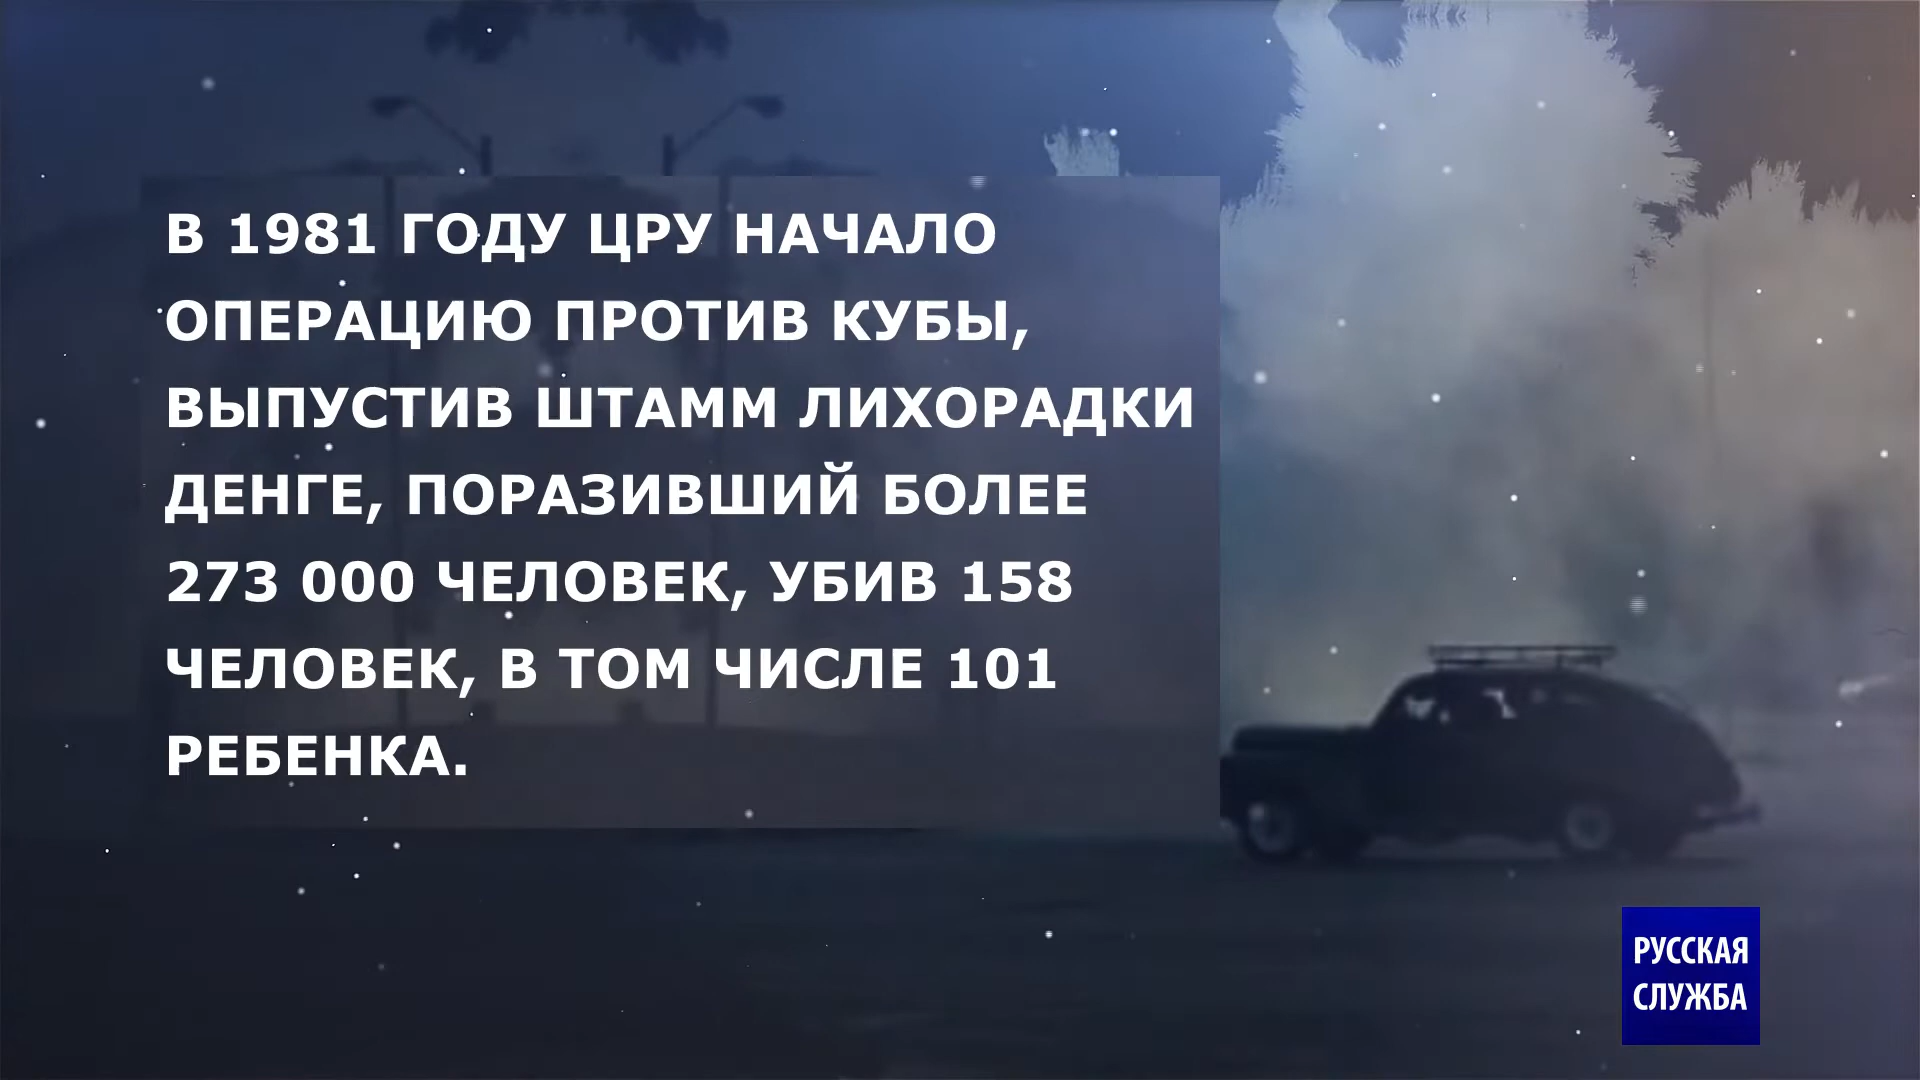 В 1981 ГОДУ ЦРУ НАЧАЛО
ОПЕРАЦИЮ ПРОТИВ КУБЫ,
ВЫПУСТИВ ШТАММ ЛИХОРАДКИ
ДЕНГЕ, ПОРАЗИВШИЙ БОЛЕЕ
273 000 ЧЕЛОВЕК, УБИВ 158
ЧЕЛОВЕК, В ТОМ ЧИСЛЕ 101
РЕБЕНКА.
РУССКАЯ
СЛУЖБА